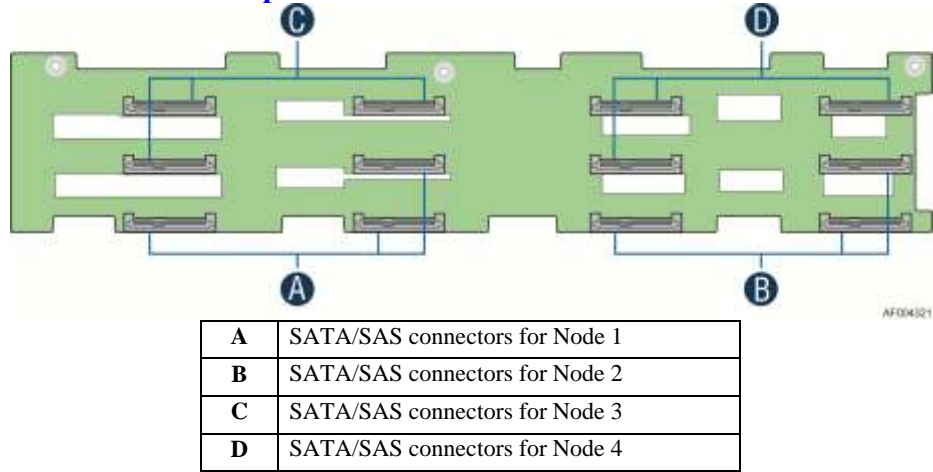 C
D
A
B
AF004321
A SATA/SAS connectors for Node 1
B SATA/SAS connectors for Node 2
C SATA/SAS connectors for Node 3
D SATA/SAS connectors for Node 4